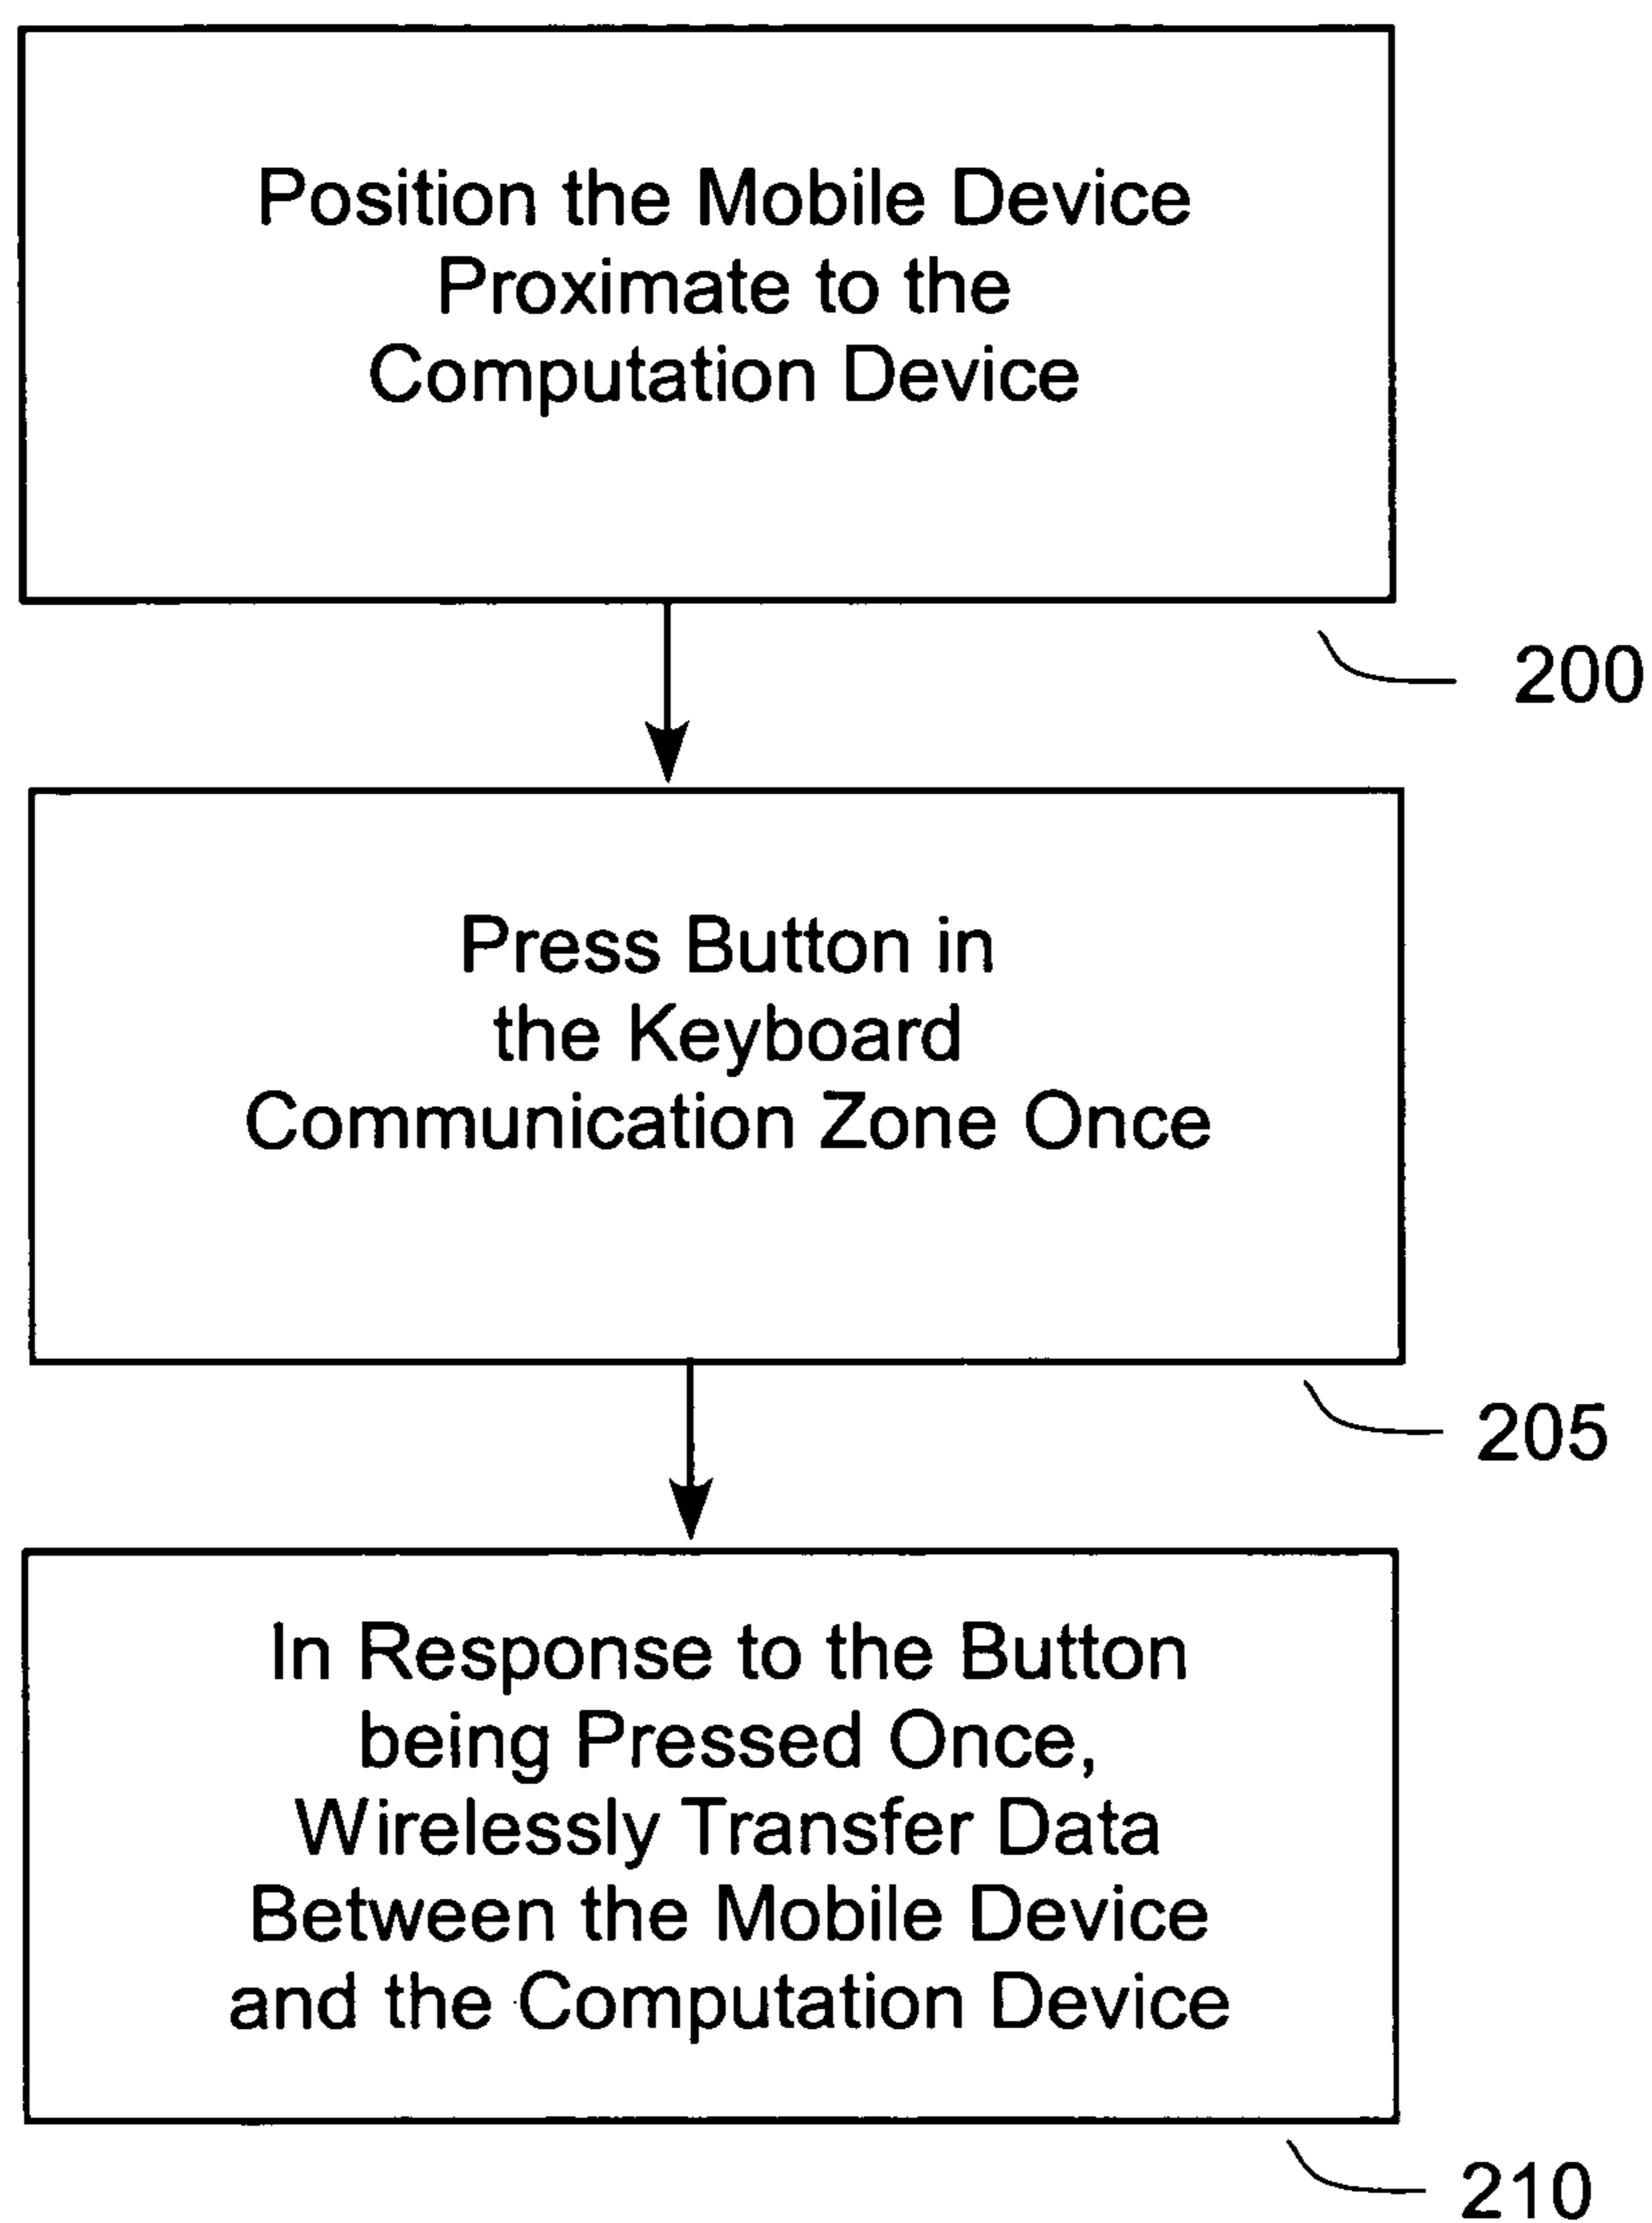 Position the Mobile Device
Proximate to the
Computation Device
200
Press Button in
the Keyboard
Communication Zone Once
205
In Response to the Button
being Pressed Once,
Wirelessly Transfer Data
Between the Mobile Device
and the Computation Device
210